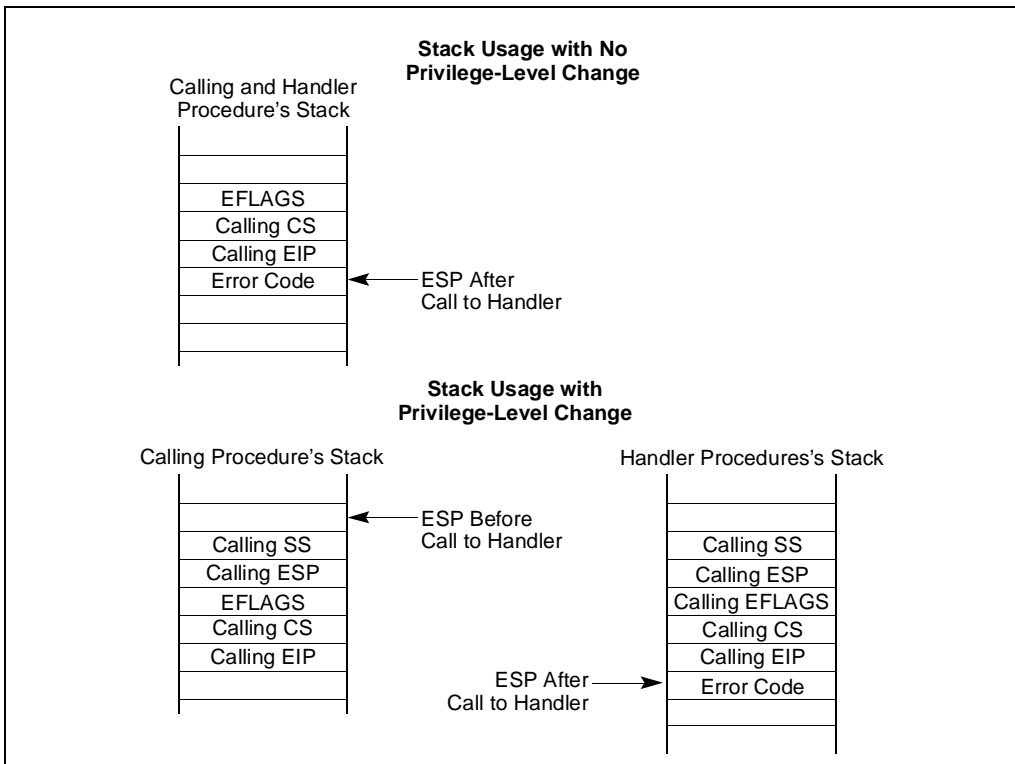 Stack Usage with No
Privilege-Level Change
Calling and Handler
Procedure's Stack
EFLAGS
Calling CS
Calling EIP
Error Code
ESP After
Call to Handler
Stack Usage with
Privilege-Level Change
Calling Procedure's Stack
Handler Procedures's Stack
ESP Before
Call to Handler
Calling SS
Calling ESP
EFLAGS
Calling CS
Calling EIP
Calling SS
Calling ESP
Calling EFLAGS
Calling CS
Calling EIP
Error Code
ESP After
Call to Handler